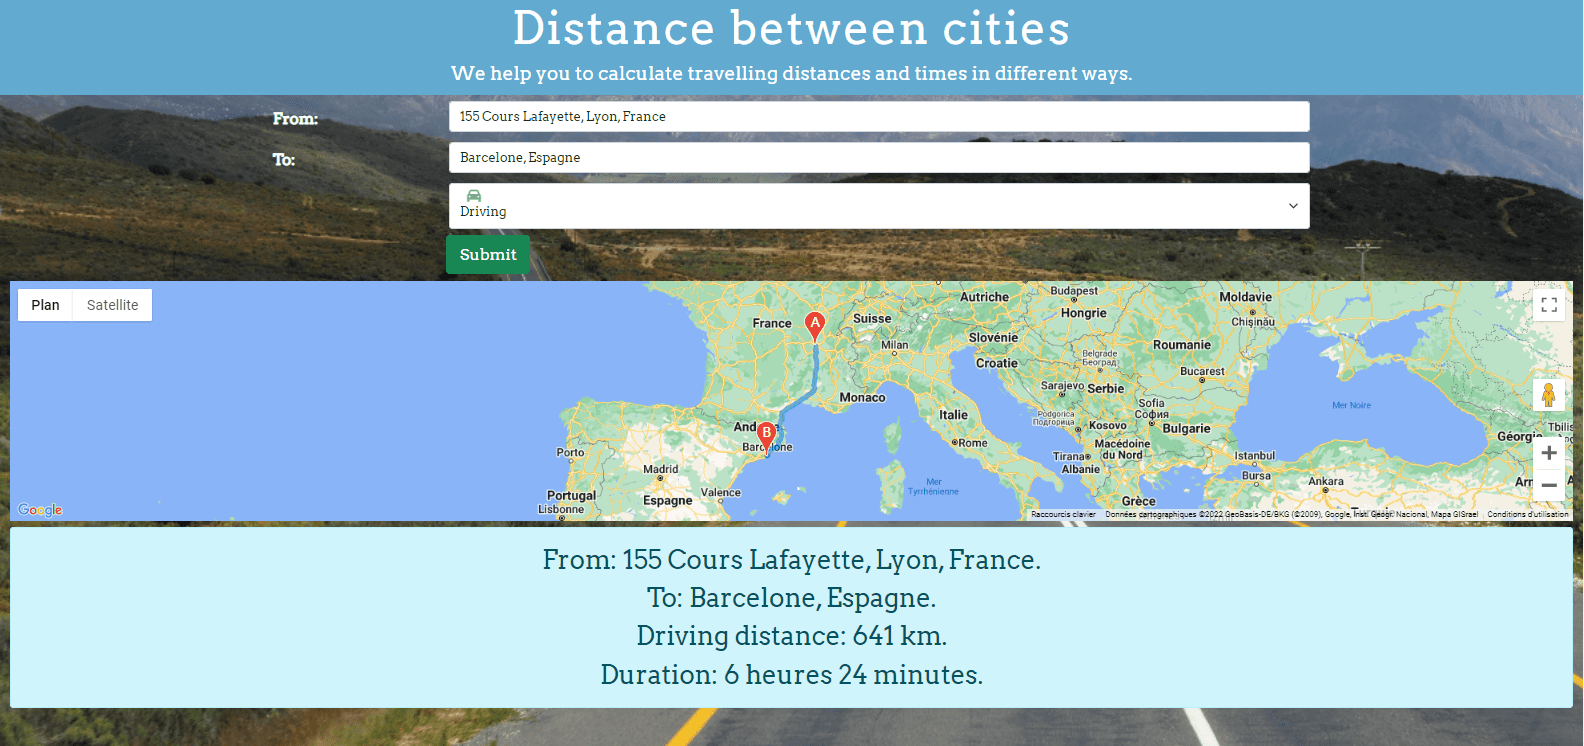 Distance between cities
We help you to calculate travelling distances and times in different ways.
From:
155 Cours Lafayette, Lyon, France
To:
Barcelone, Espagne
Driving
Submit
Plan
Satellite
France
A
Suisse
Autriche
Budapest
Hongrie
Moldavie
Chișinău
Milan
Slovénie
Croatie
Roumanie
Belgrade
Београд
Bucarest
Monaco
Sarajevo
Serbie
Italie
Podgorica
Подгорица
Kosovo
Sofia
София
Bulgarie
Mer Noire
B
Barcelone
Porto
Rome
Macédoine
du Nord
Tirana
Albanie
Istanbul
Bursa
Géorgie
Madrid
Espagne
Valence
Mer
Tyrrhénienne
Ankara
Portugal
Lisbonne
Grèce
Google
Raccourcis clavier
Données cartographiques ©2022 GeoBasis-DE/BKG (©2009), Google, Inst. Geogr. Nacional, Mapa GISrael
Conditions d'utilisation
From: 155 Cours Lafayette, Lyon, France.
To: Barcelone, Espagne.
Driving distance: 641 km.
Duration: 6 heures 24 minutes.